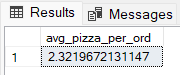 Results Messages
avg_pizza_per_ord
1 2.3219672131147